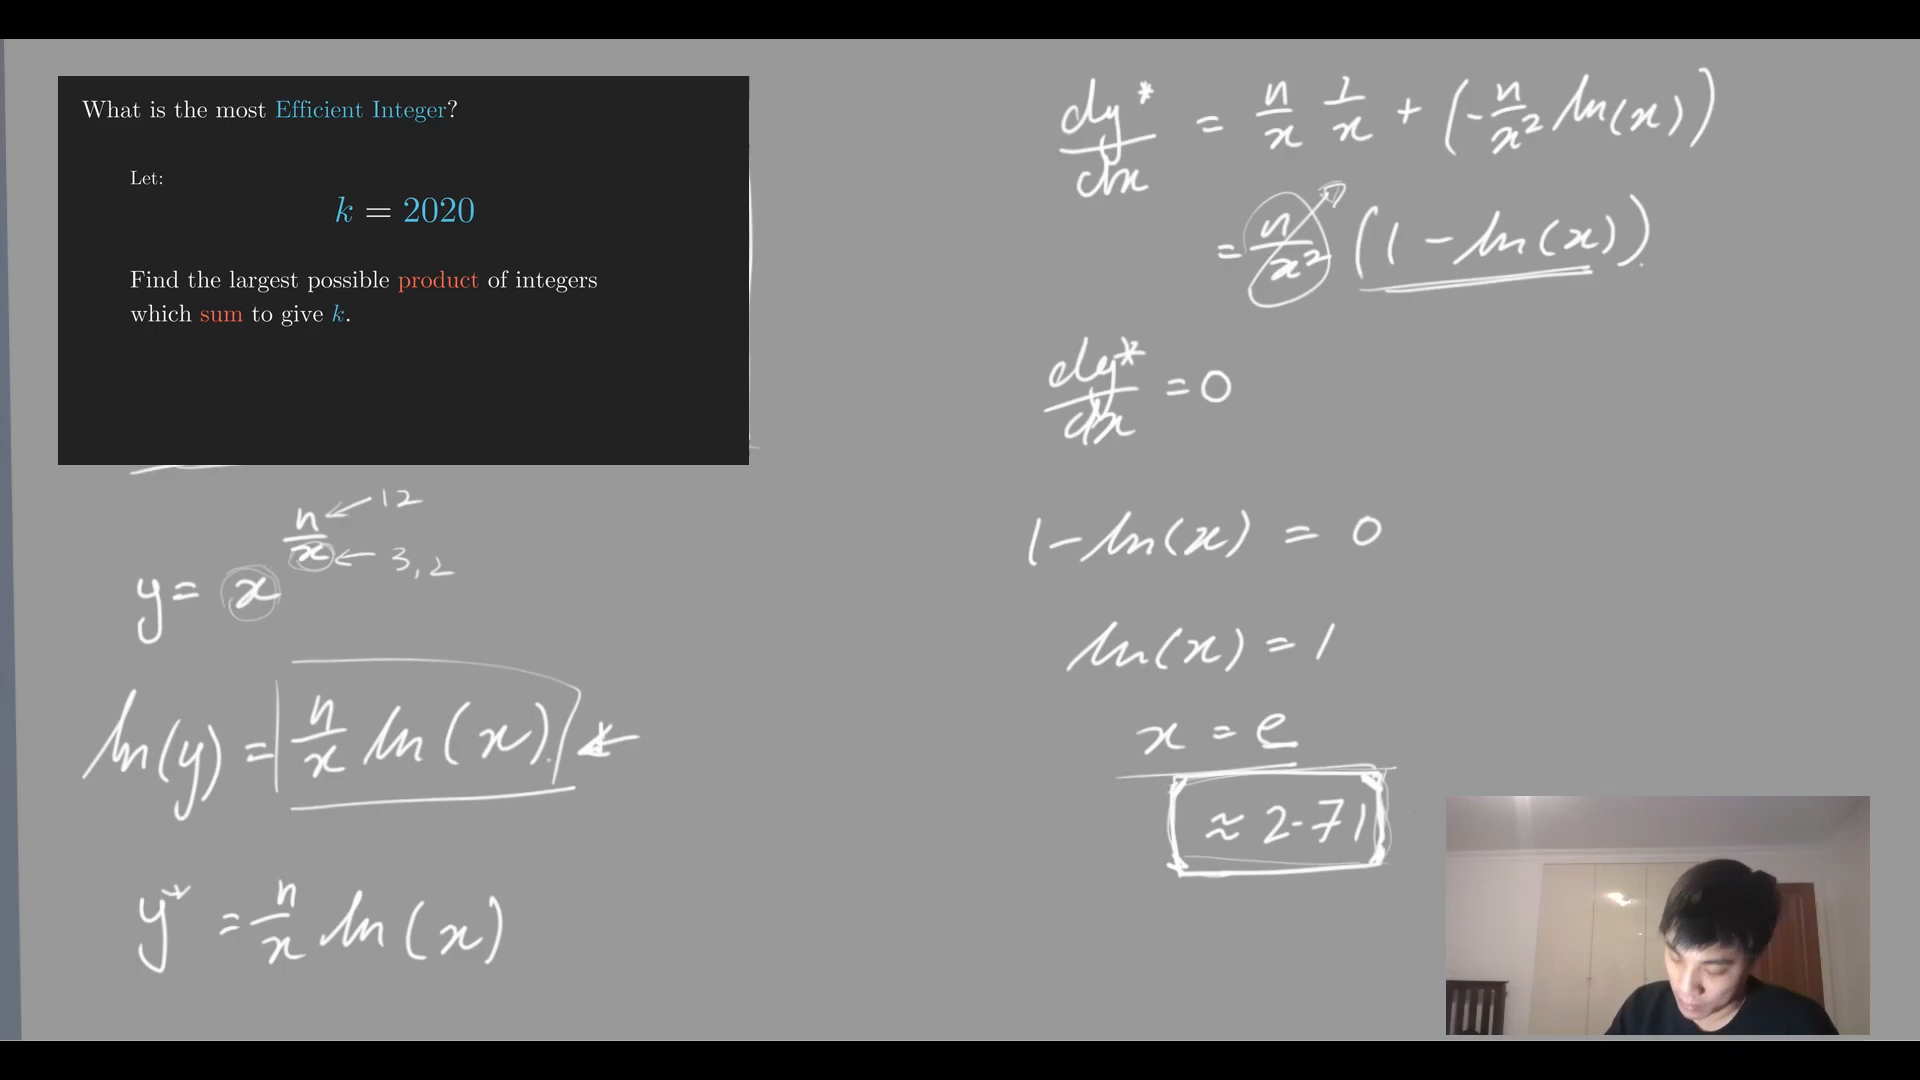 What is the most Efficient Integer?
Let:
k = 2020
Find the largest possible product of integers
which sum to give k.
n/x ← 12
← 3,2
y = x^(n/x)
ln(y) = n/x ln(x)
y* = n/x ln(x)
dy*/dx = n/x 1/x + (-n/x² ln(x))
= n/x² (1 - ln(x))
dy*/dx = 0
1 - ln(x) = 0
ln(x) = 1
x = e
≈ 2.71